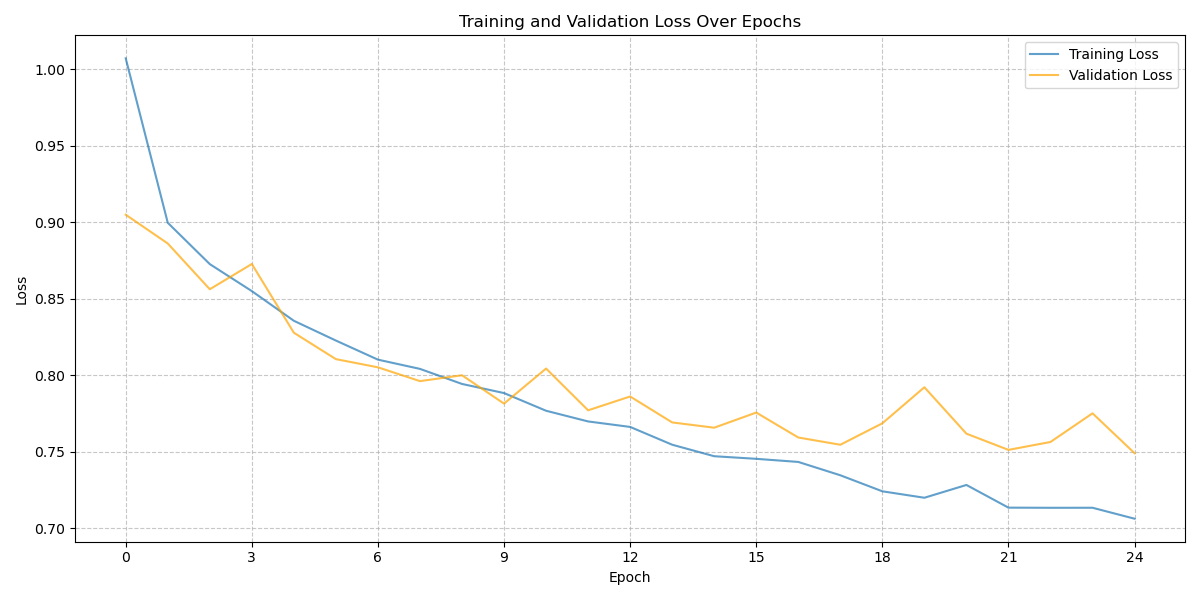 Training and Validation Loss Over Epochs
Training Loss
Validation Loss
1.00
0.95
0.90
0.85
0.80
0.75
0.70
Loss
0 3 6 9 12 15 18 21 24
Epoch